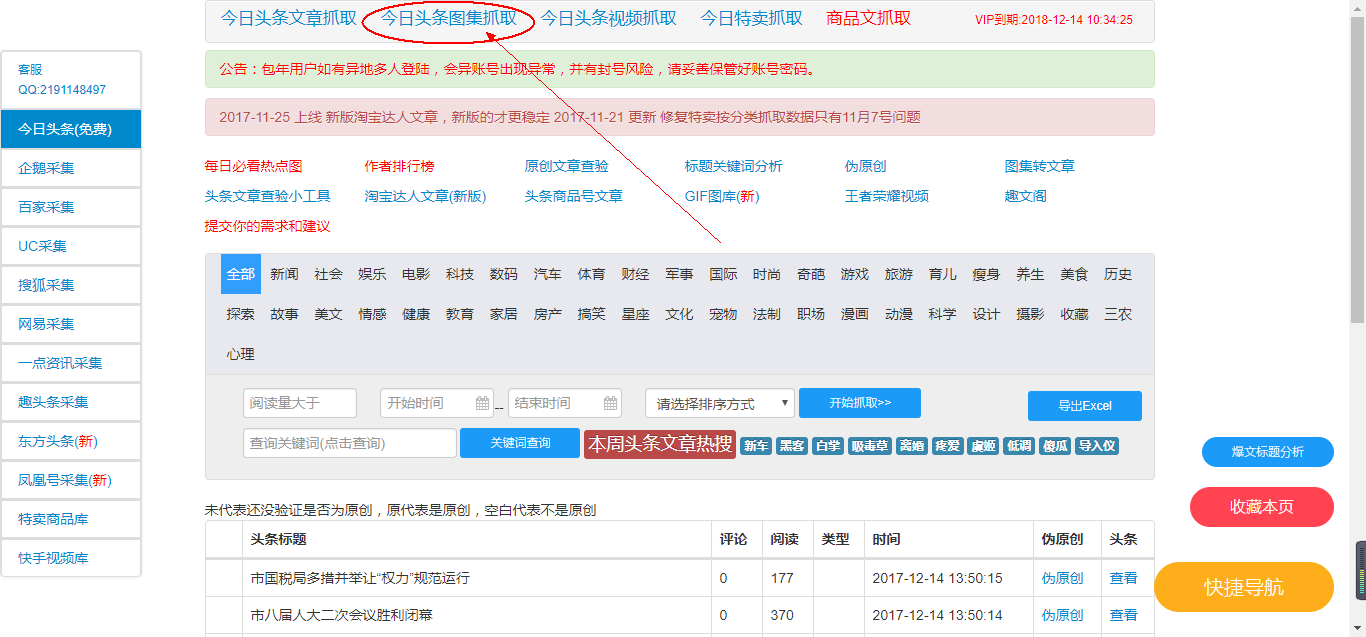 今日头条文章抓取 今日头条图集抓取 今日头条视频抓取 今日特卖抓取 商品文抓取 VIP到期:2018-12-14 10:34:25
公告：包年用户如有异地多人登陆，会异账号出现异常，并有封号风险，请妥善保管好账号密码。
2017-11-25 上线 新版淘宝达人文章，新版的才更稳定 2017-11-21 更新 修复特卖按分类抓取数据只有11月7号问题
客服
QQ:2191148497
今日头条(免费)
企鹅采集
百家采集
UC采集
搜狐采集
网易采集
一点资讯采集
趣头条采集
东方头条(新)
凤凰号采集(新)
特卖商品库
快手视频库
每日必看热点图 作者排行榜 原创文章查验 标题关键词分析 伪原创 图集转文章
头条文章查验小工具 淘宝达人文章(新版) 头条商品号文章 GIF图库(新) 王者荣耀视频 趣文阁
提交你的需求和建议
全部 新闻 社会 娱乐 电影 科技 数码 汽车 体育 财经 军事 国际 时尚 奇葩 游戏 旅游 育儿 瘦身 养生 美食 历史
探索 故事 美文 情感 健康 教育 家居 房产 搞笑 星座 文化 宠物 法制 职场 漫画 动漫 科学 设计 摄影 收藏 三农
心理
阅读量大于 开始时间 -- 结束时间 请选择排序方式 开始抓取>> 导出Excel
查询关键词(点击查询) 关键词查询 本周头条文章热搜 新车 黑客 白学 吸毒草 离婚 疼爱 虞姬 低调 傻瓜 导入仪
爆文标题分析
收藏本页
快捷导航
未代表还没验证是否为原创，原代表是原创，空白代表不是原创
头条标题 评论 阅读 类型 时间 伪原创 头条
市国税局多措并举让“权力”规范运行 0 177 2017-12-14 13:50:15 伪原创 查看
市八届人大二次会议胜利闭幕 0 370 2017-12-14 13:50:14 伪原创 查看